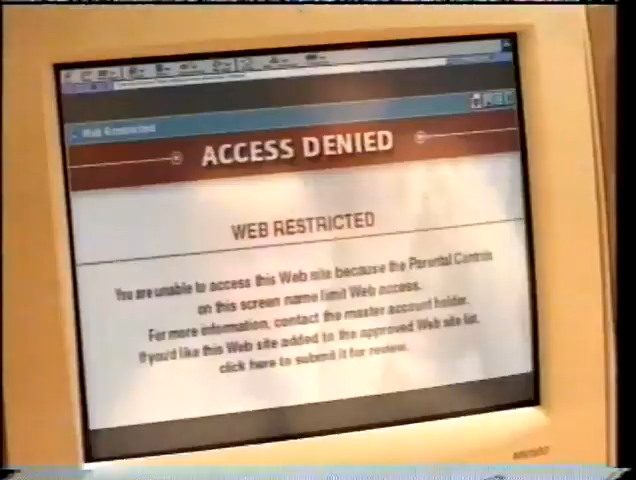 Web Restricted
ACCESS DENIED
WEB RESTRICTED
You are unable to access this Web site because the Parental Controls
on this screen name limit Web access.
For more information, contact the master account holder.
If you'd like this Web site added to the approved Web site list,
click here to submit it for review.